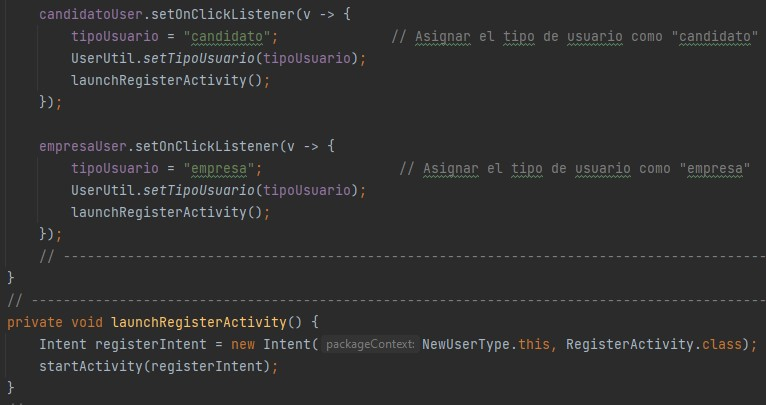 candidatoUser.setOnClickListener(v -> {
tipoUsuario = "candidato"; // Asignar el tipo de usuario como "candidato"
UserUtil.setTipoUsuario(tipoUsuario);
launchRegisterActivity();
});
empresaUser.setOnClickListener(v -> {
tipoUsuario = "empresa"; // Asignar el tipo de usuario como "empresa"
UserUtil.setTipoUsuario(tipoUsuario);
launchRegisterActivity();
});
// ----------------------------------------------------------------------------------------
}
// --------------------------------------------------------------------------------------------
private void launchRegisterActivity() {
Intent registerIntent = new Intent( packageContext: NewUserType.this, RegisterActivity.class);
startActivity(registerIntent);
}